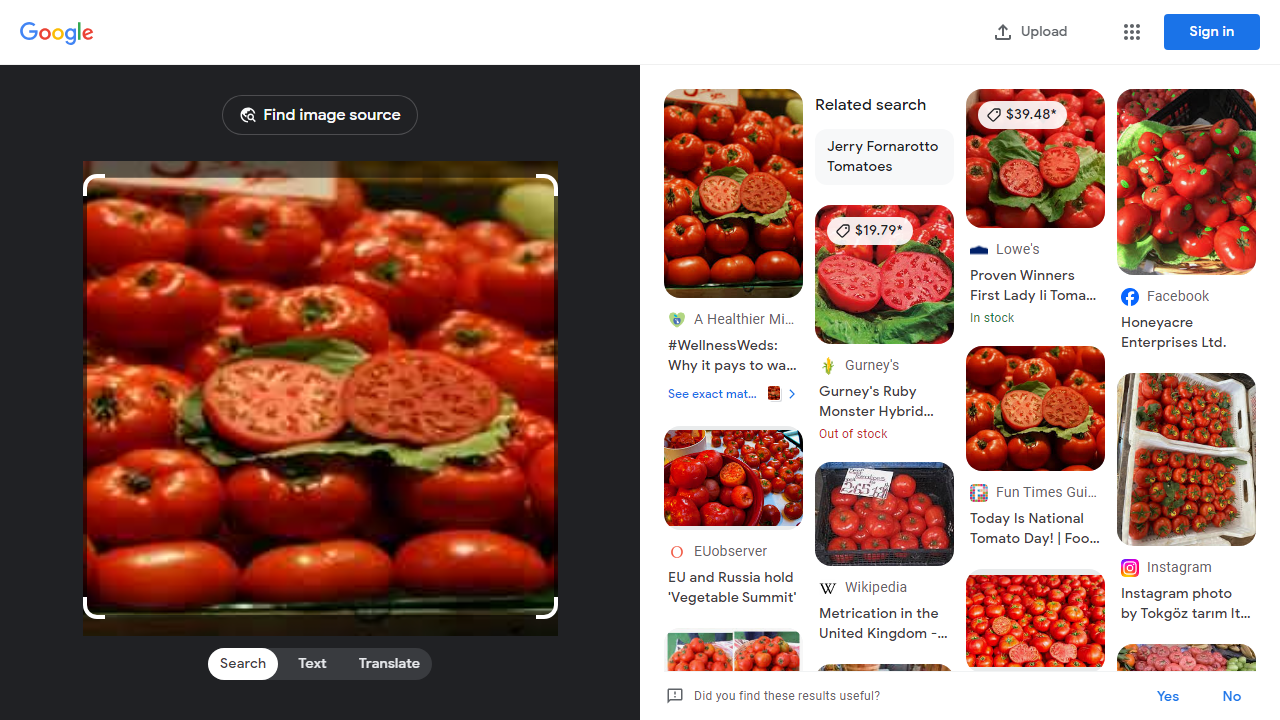 Google
Upload
Sign in
Find image source
Search
Text
Translate
A Healthier Mi...
#WellnessWeds:
Why it pays to wa...
See exact mat...
EUobserver
EU and Russia hold
'Vegetable Summit'
Related search
Jerry Fornarotto
Tomatoes
$19.79*
Gurney's
Gurney's Ruby
Monster Hybrid...
Out of stock
Wikipedia
Metrication in the
United Kingdom -...
$39.48*
Lowe's
Proven Winners
First Lady Ii Toma...
In stock
Fun Times Gui...
Today Is National
Tomato Day! | Foo...
Facebook
Honeyacre
Enterprises Ltd.
Instagram
Instagram photo
by Tokgöz tarım lt...
Did you find these results useful?
Yes
No